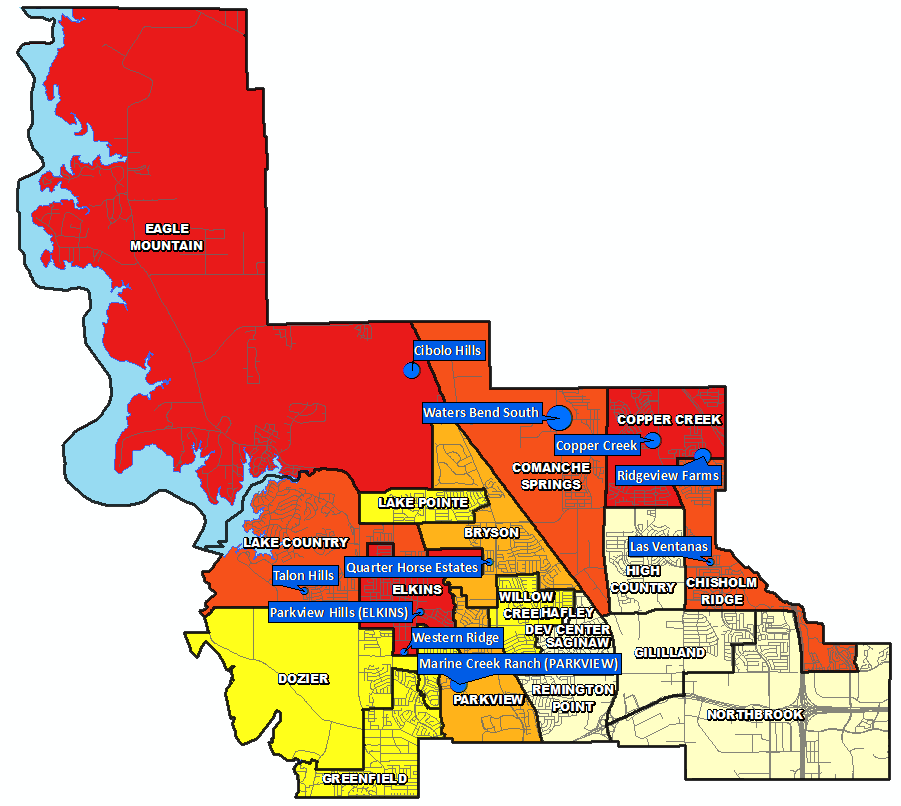 EAGLE
MOUNTAIN
Cibolo Hills
Waters Bend South
COPPER CREEK
Copper Creek
COMANCHE
SPRINGS
Ridgeview Farms
LAKE POINTE
BRYSON
LAKE COUNTRY
Las Ventanas
Quarter Horse Estates
Talon Hills
HIGH
COUNTRY
CHISHOLM
RIDGE
ELKINS
WILLOW
CREEK
HAFLEY
DEV CENTER
Parkview Hills (ELKINS)
Western Ridge
SAGINAW
GILILLAND
Marine Creek Ranch (PARKVIEW)
DOZIER
PARKVIEW
REMINGTON
POINT
NORTHBROOK
GREENFIELD